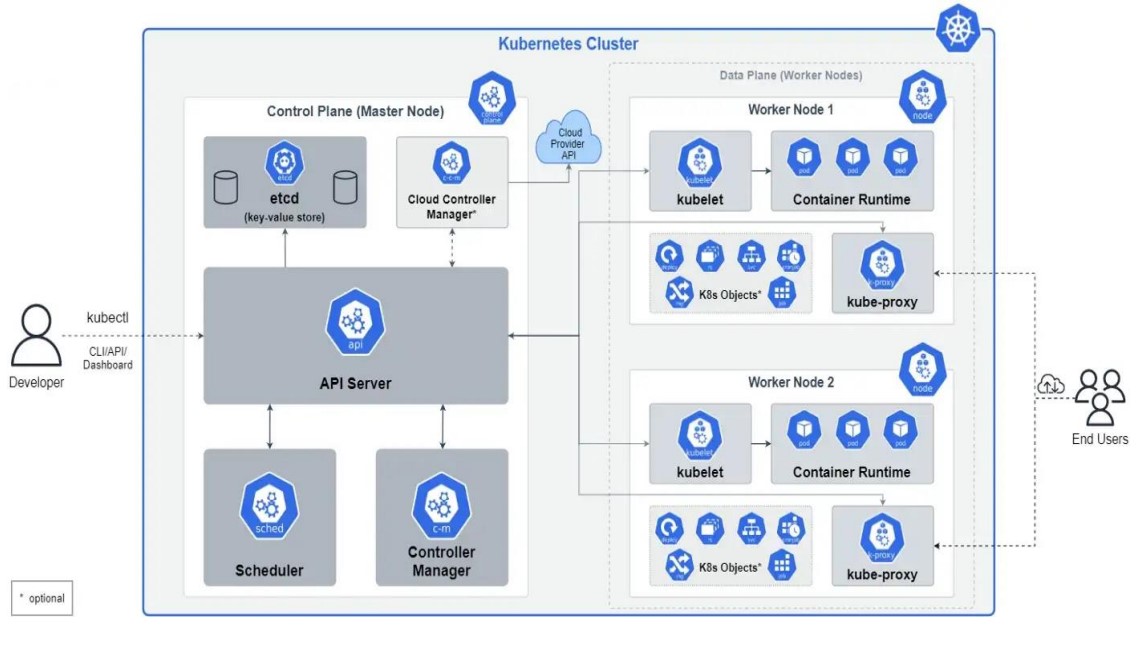 Kubernetes Cluster
Control Plane (Master Node)
control
plane
etcd
etcd
(key-value store)
c-c-m
Cloud Controller
Manager*
Cloud
Provider
API
api
API Server
sched
Scheduler
c-m
Controller
Manager
kubectl
CLI/API/
Dashboard
Developer
* optional
Data Plane (Worker Nodes)
node
Worker Node 1
kubelet
kubelet
pod
pod
pod
Container Runtime
deploy
rs
svc
ing
K8s Objects*
k-proxy
kube-proxy
node
Worker Node 2
kubelet
kubelet
pod
pod
pod
Container Runtime
deploy
rs
svc
ing
K8s Objects*
k-proxy
kube-proxy
End Users